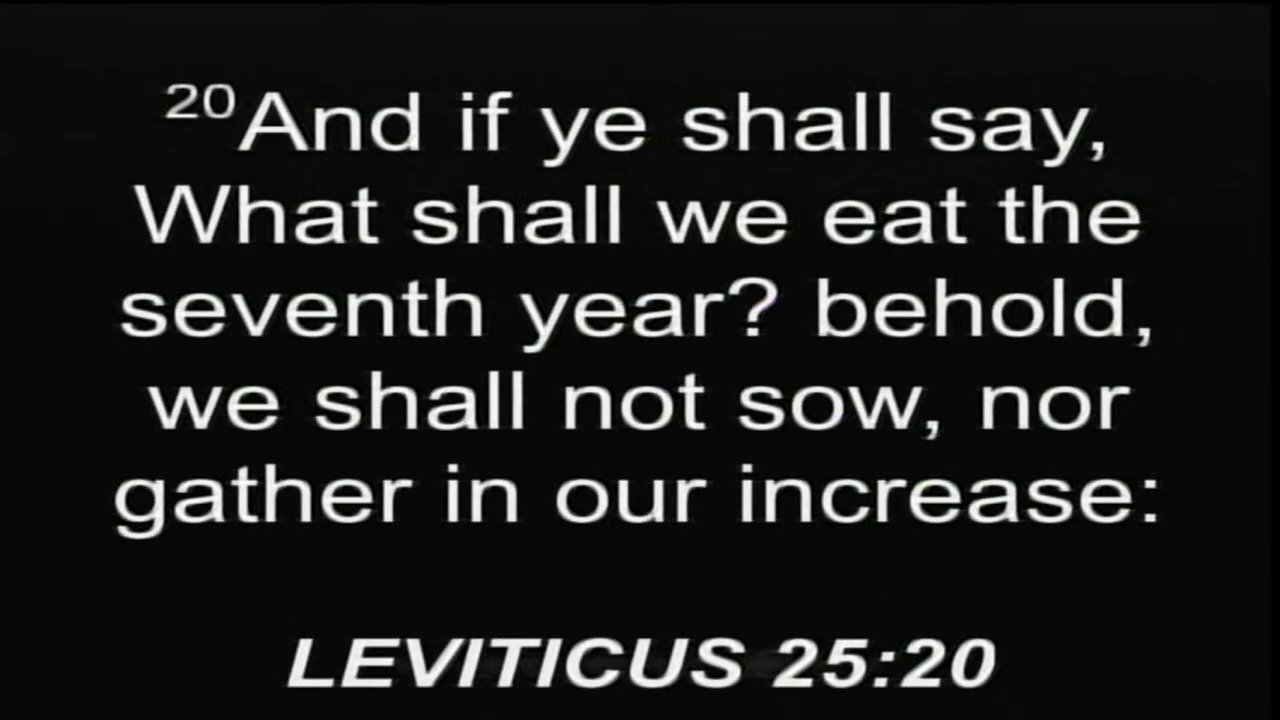 20And if ye shall say,
What shall we eat the
seventh year? behold,
we shall not sow, nor
gather in our increase:
LEVITICUS 25:20